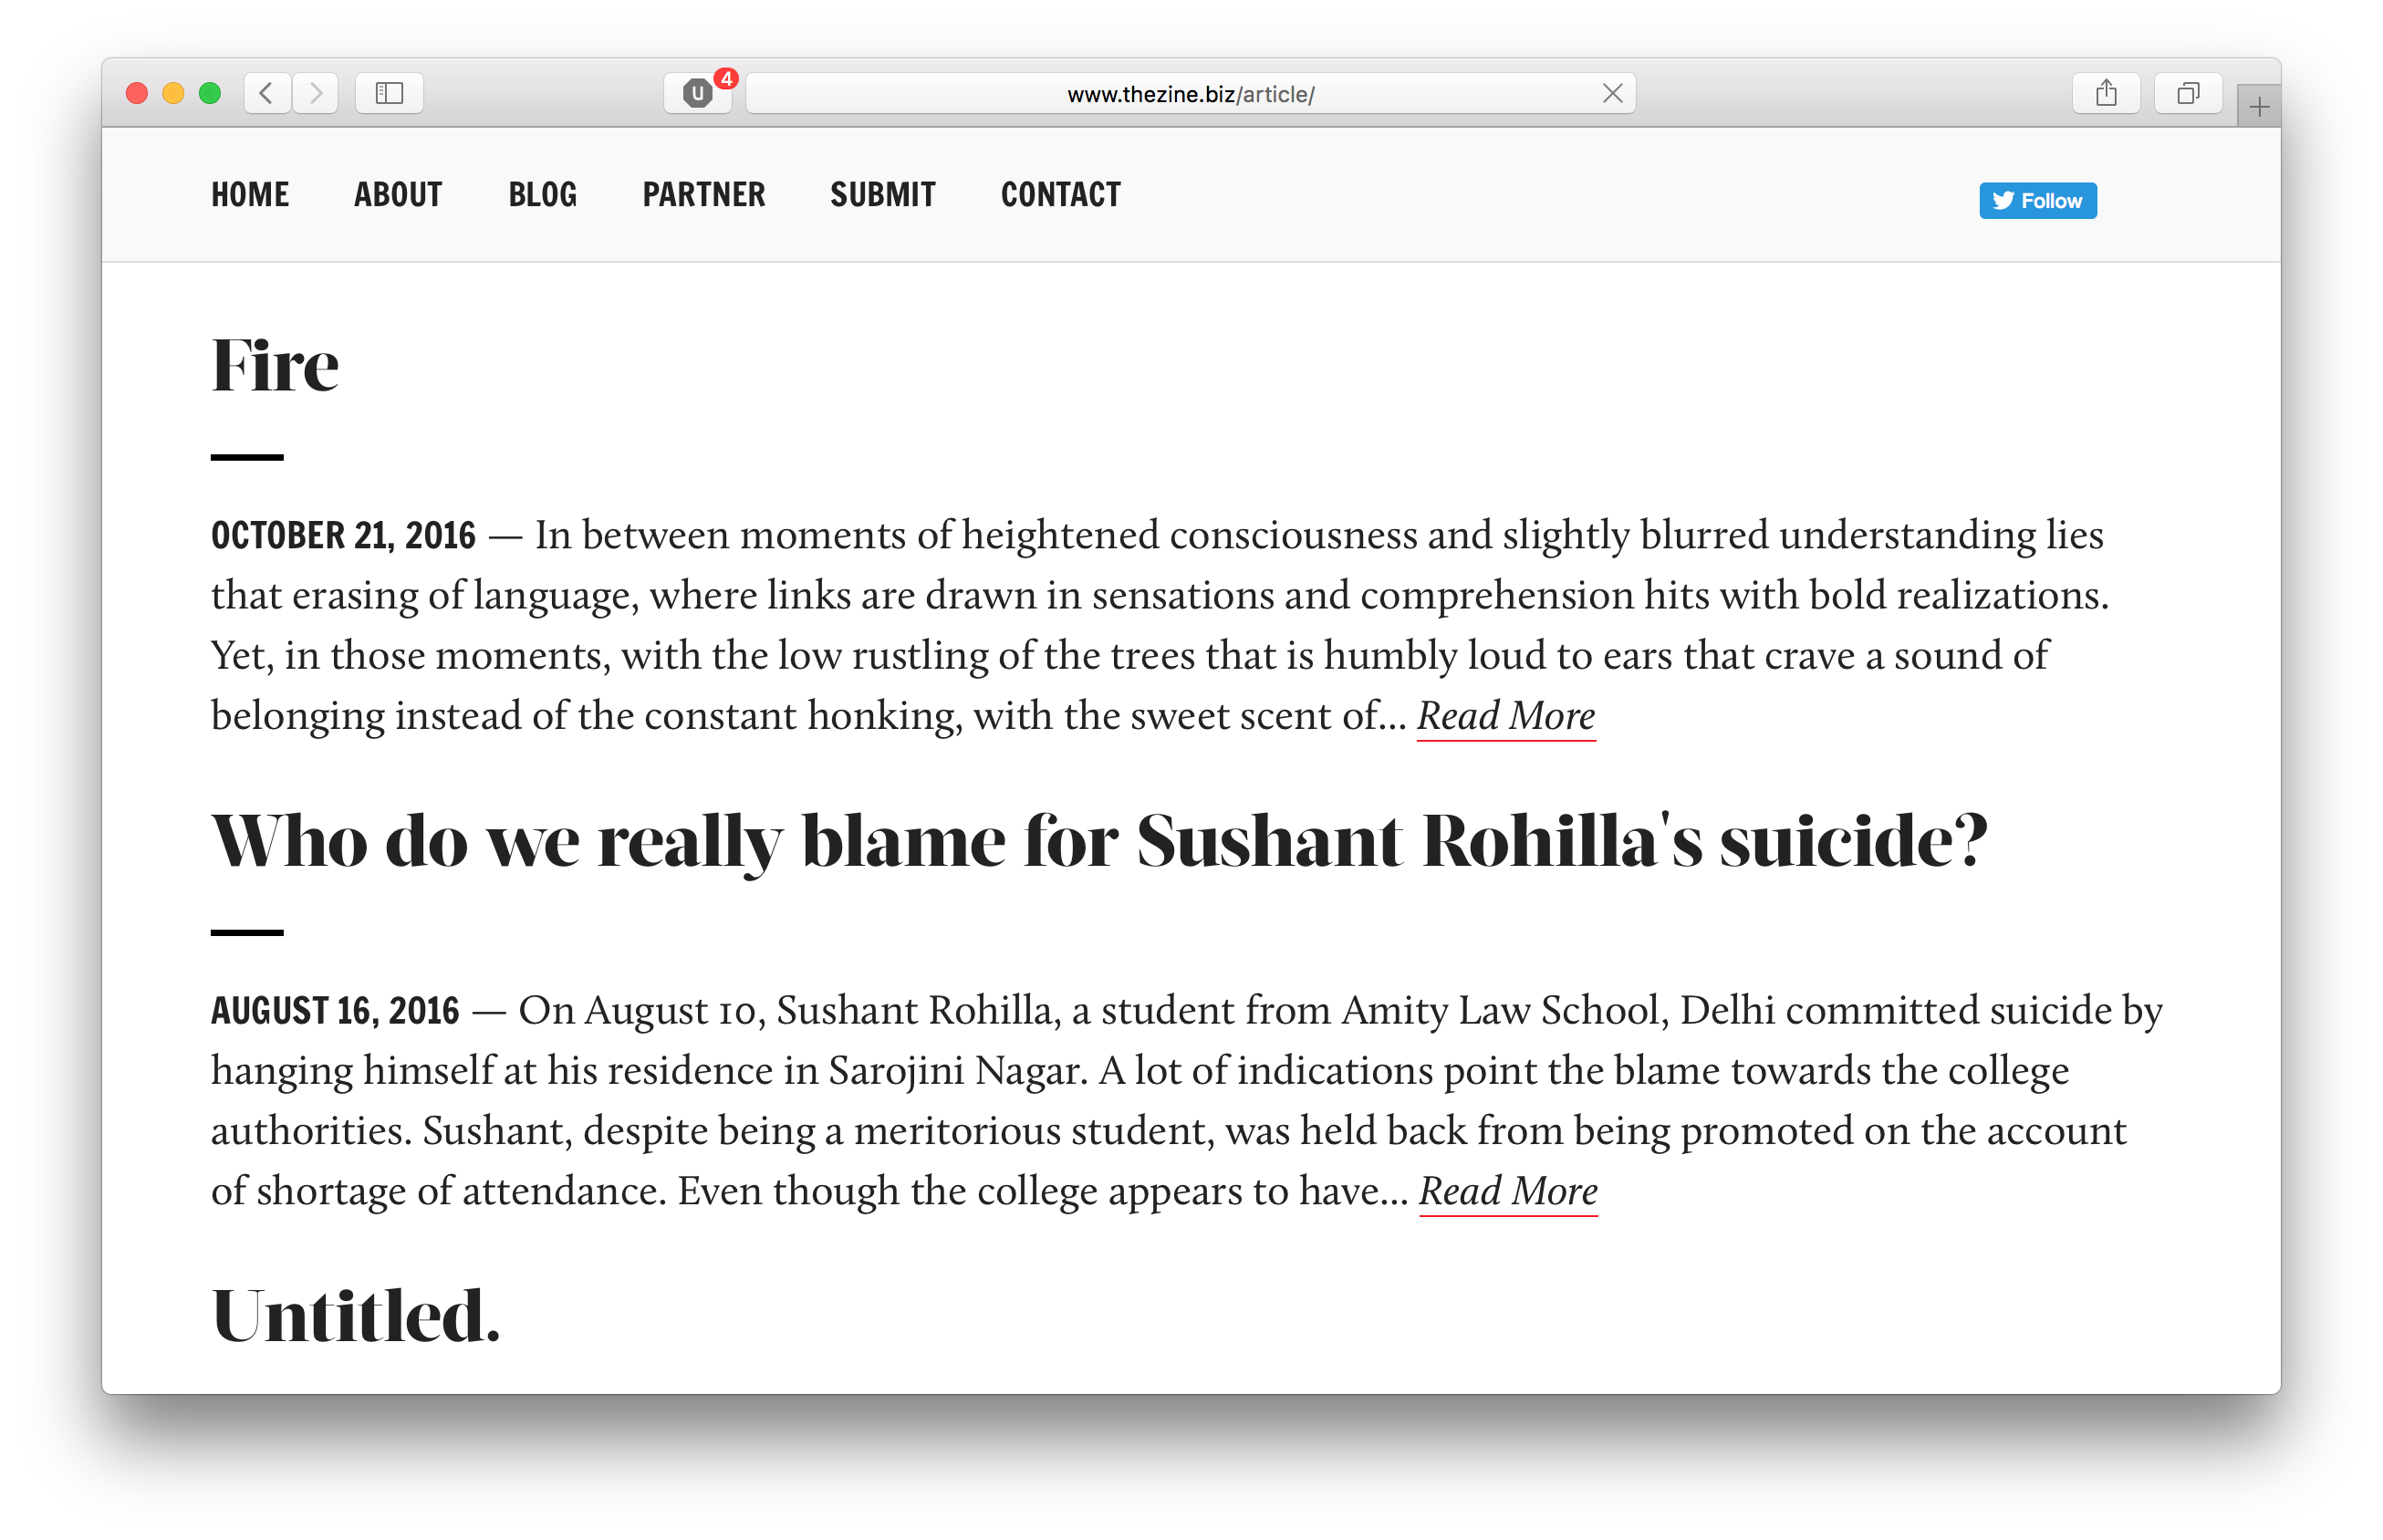 U
4
www.thezine.biz/article/
HOME ABOUT BLOG PARTNER SUBMIT CONTACT
Follow
Fire
OCTOBER 21, 2016 — In between moments of heightened consciousness and slightly blurred understanding lies
that erasing of language, where links are drawn in sensations and comprehension hits with bold realizations.
Yet, in those moments, with the low rustling of the trees that is humbly loud to ears that crave a sound of
belonging instead of the constant honking, with the sweet scent of... Read More
Who do we really blame for Sushant Rohilla's suicide?
AUGUST 16, 2016 — On August 10, Sushant Rohilla, a student from Amity Law School, Delhi committed suicide by
hanging himself at his residence in Sarojini Nagar. A lot of indications point the blame towards the college
authorities. Sushant, despite being a meritorious student, was held back from being promoted on the account
of shortage of attendance. Even though the college appears to have... Read More
Untitled.